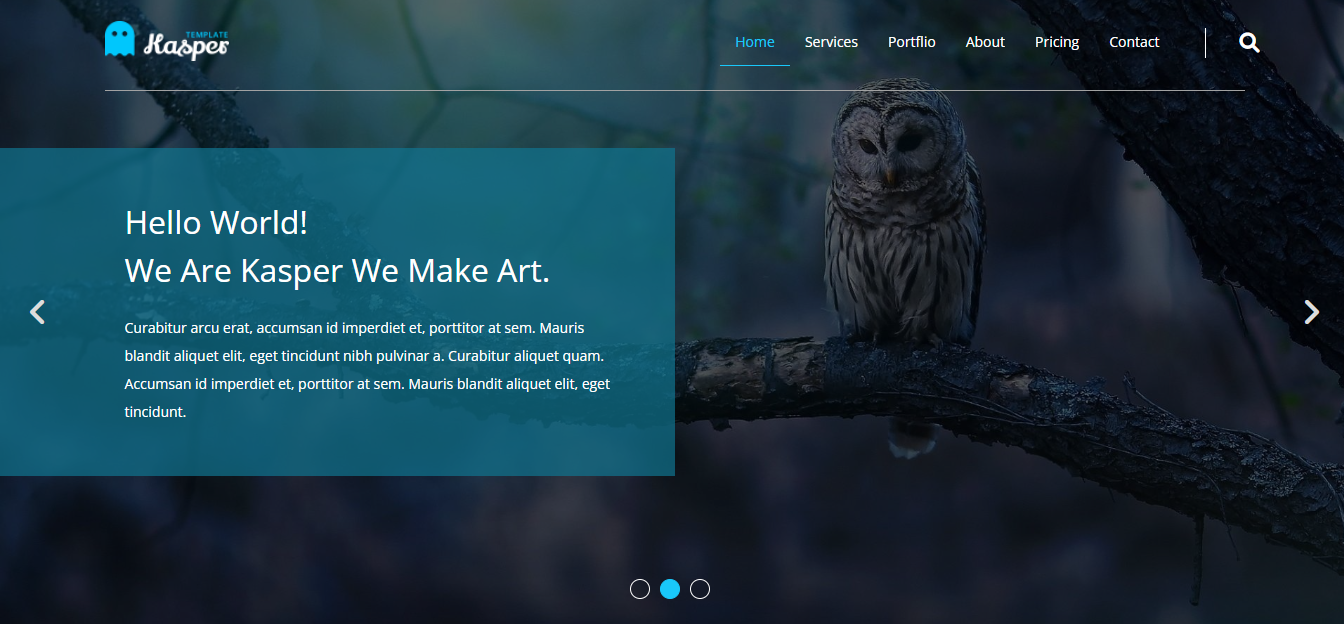 TEMPLATE
Kasper
Home Services Portflio About Pricing Contact
Hello World!
We Are Kasper We Make Art.
Curabitur arcu erat, accumsan id imperdiet et, porttitor at sem. Mauris
blandit aliquet elit, eget tincidunt nibh pulvinar a. Curabitur aliquet quam.
Accumsan id imperdiet et, porttitor at sem. Mauris blandit aliquet elit, eget
tincidunt.